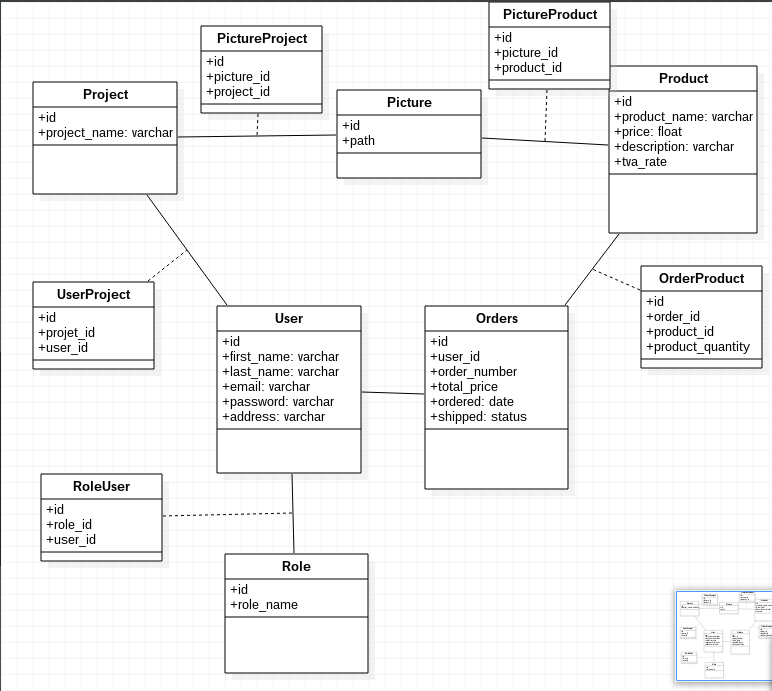 PictureProduct
+id
+picture_id
+product_id
PictureProject
+id
+picture_id
+project_id
Project
+id
+project_name: varchar
Picture
+id
+path
Product
+id
+product_name: varchar
+price: float
+description: varchar
+tva_rate
UserProject
+id
+projet_id
+user_id
User
+id
+first_name: varchar
+last_name: varchar
+email: varchar
+password: varchar
+address: varchar
Orders
+id
+user_id
+order_number
+total_price
+ordered: date
+shipped: status
OrderProduct
+id
+order_id
+product_id
+product_quantity
RoleUser
+id
+role_id
+user_id
Role
+id
+role_name